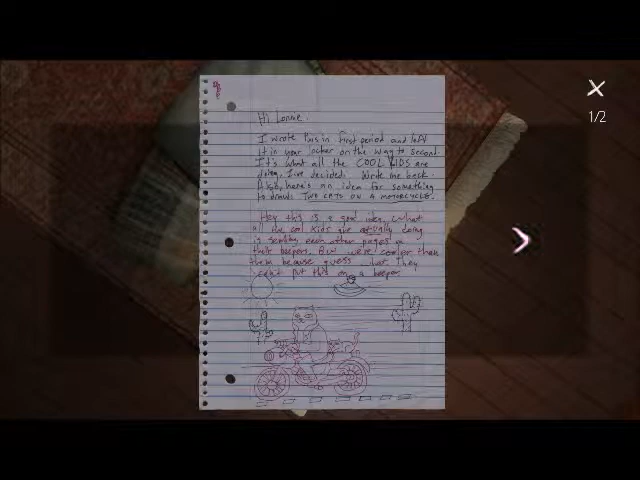 1/2
Hi Lonnie.
I wrote this in first period and left
it in your locker on the way to second.
It's what all the COOL KIDS are
doing, I've decided. Write me back.
Also, here's an idea for something
to draw: TWO CATS ON A MOTORCYCLE.
Hey this is a good idea. What
all the cool kids are actually doing
is sending each other pages on
their beepers. But we're cooler than
them because guess what they
can't put this on a beeper.